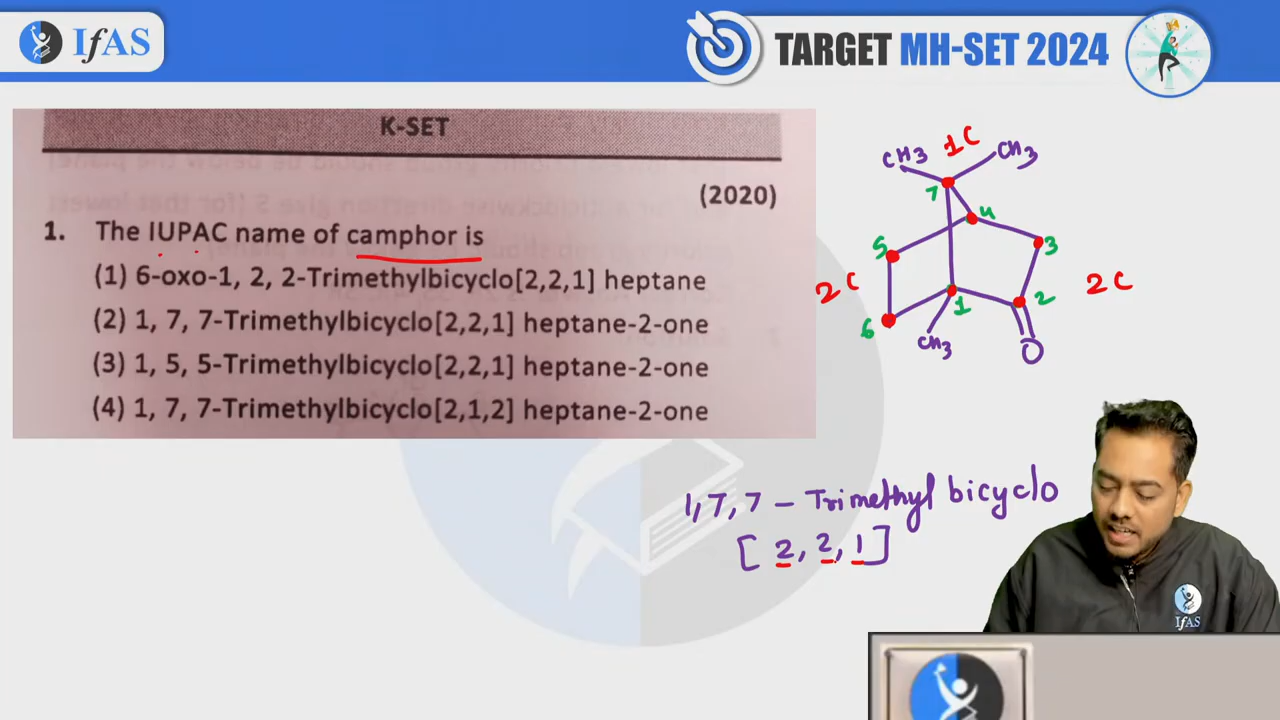 IfAS
TARGET MH-SET 2024
K-SET
(2020)
1. The IUPAC name of camphor is
(1) 6-oxo-1, 2, 2-Trimethylbicyclo[2,2,1] heptane
(2) 1, 7, 7-Trimethylbicyclo[2,2,1] heptane-2-one
(3) 1, 5, 5-Trimethylbicyclo[2,2,1] heptane-2-one
(4) 1, 7, 7-Trimethylbicyclo[2,1,2] heptane-2-one
CH3 1C CH3
7
4
5 3
2C 2C
1 2
6
CH3 O
1,7,7 - Trimethyl bicyclo
[2,2,1]
IfAS